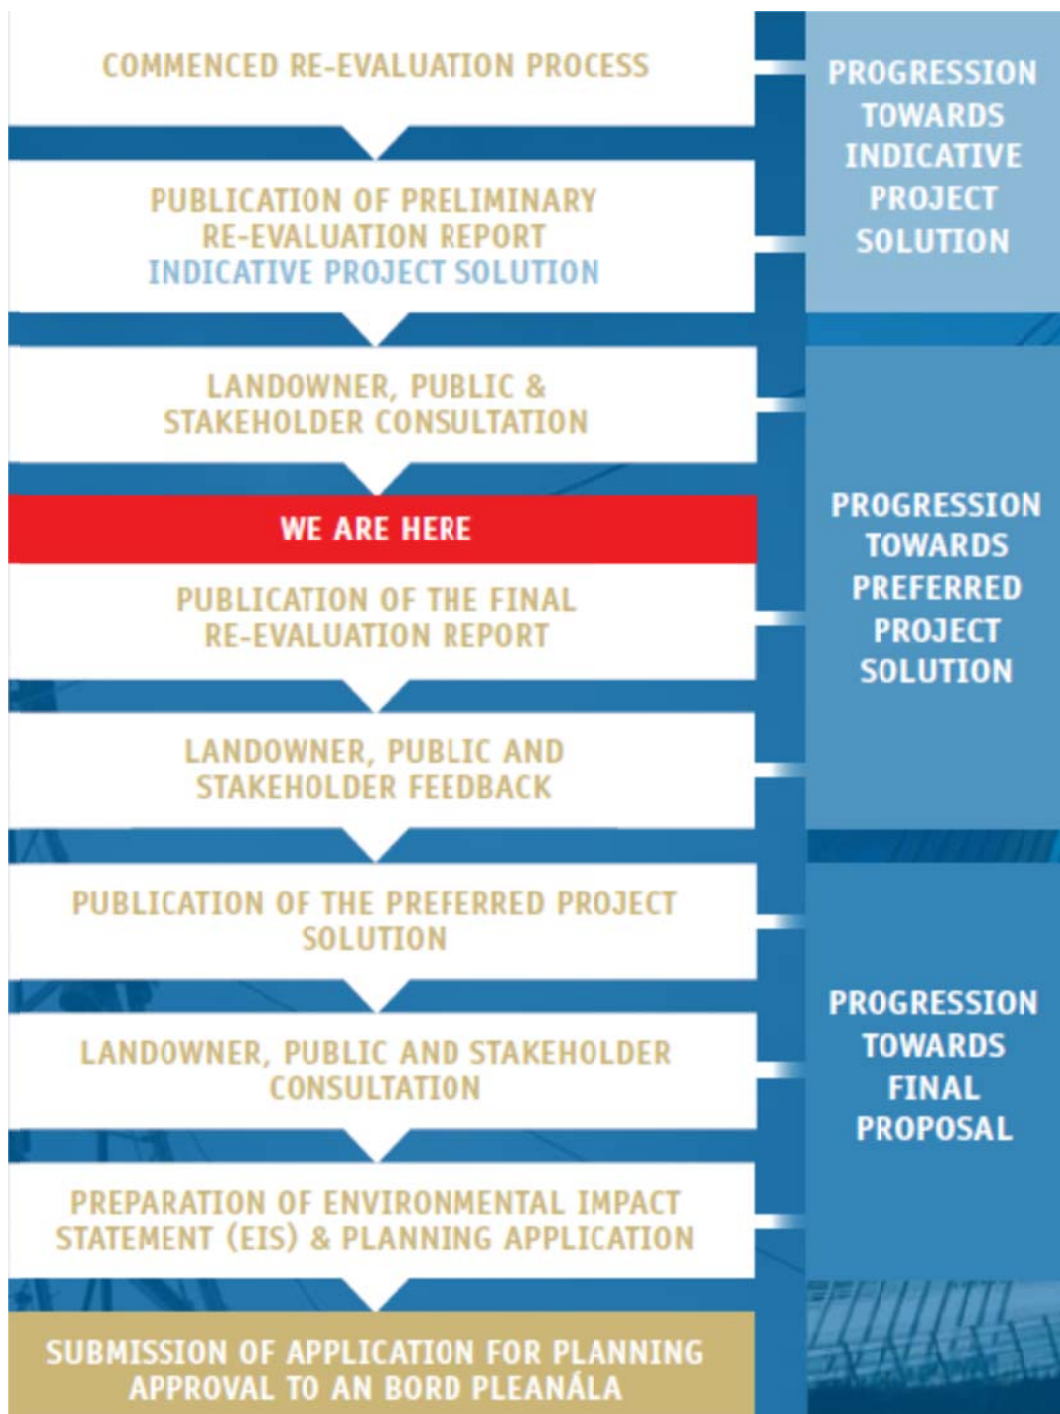 COMMENCED RE-EVALUATION PROCESS
PUBLICATION OF PRELIMINARY
RE-EVALUATION REPORT
INDICATIVE PROJECT SOLUTION
PROGRESSION
TOWARDS
INDICATIVE
PROJECT
SOLUTION
LANDOWNER, PUBLIC &
STAKEHOLDER CONSULTATION
WE ARE HERE
PUBLICATION OF THE FINAL
RE-EVALUATION REPORT
LANDOWNER, PUBLIC AND
STAKEHOLDER FEEDBACK
PROGRESSION
TOWARDS
PREFERRED
PROJECT
SOLUTION
PUBLICATION OF THE PREFERRED PROJECT
SOLUTION
LANDOWNER, PUBLIC AND STAKEHOLDER
CONSULTATION
PREPARATION OF ENVIRONMENTAL IMPACT
STATEMENT (EIS) & PLANNING APPLICATION
PROGRESSION
TOWARDS
FINAL
PROPOSAL
SUBMISSION OF APPLICATION FOR PLANNING
APPROVAL TO AN BORD PLEANÁLA